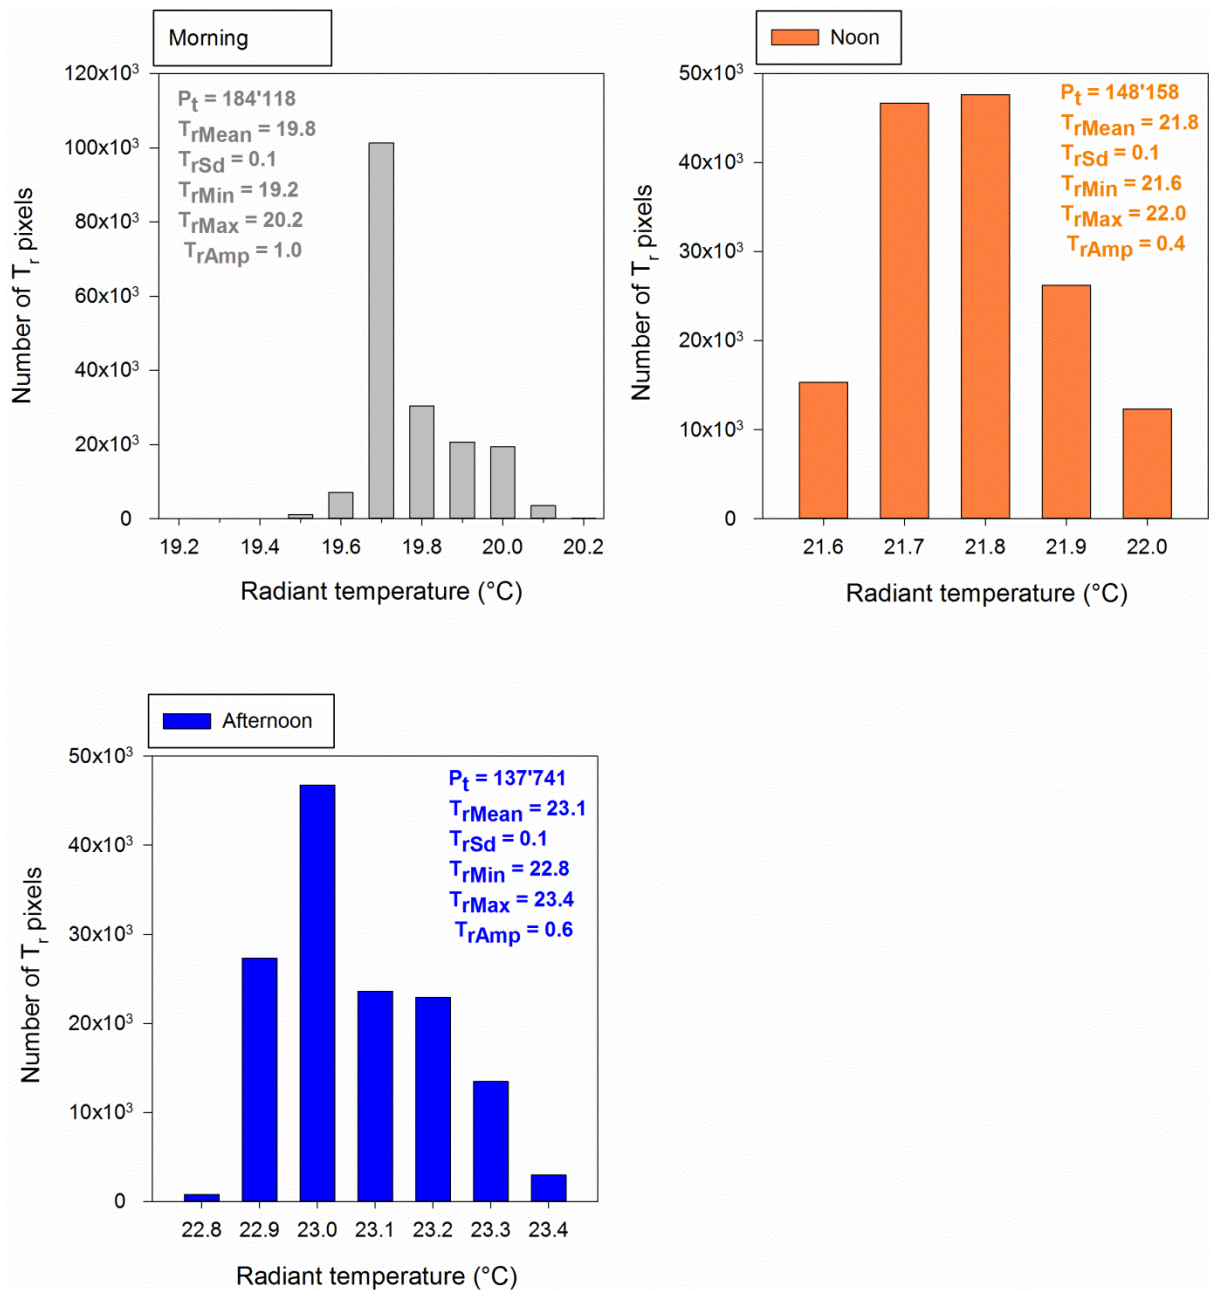 Morning
120x10³
100x10³
80x10³
60x10³
40x10³
20x10³
0
Number of Tr pixels
Pt = 184'118
TrMean = 19.8
TrSd = 0.1
TrMin = 19.2
TrMax = 20.2
TrAmp = 1.0
19.2 19.4 19.6 19.8 20.0 20.2
Radiant temperature (°C)
Noon
50x10³
40x10³
30x10³
20x10³
10x10³
0
Number of Tr pixels
Pt = 148'158
TrMean = 21.8
TrSd = 0.1
TrMin = 21.6
TrMax = 22.0
TrAmp = 0.4
21.6 21.7 21.8 21.9 22.0
Radiant temperature (°C)
Afternoon
50x10³
40x10³
30x10³
20x10³
10x10³
0
Number of Tr pixels
Pt = 137'741
TrMean = 23.1
TrSd = 0.1
TrMin = 22.8
TrMax = 23.4
TrAmp = 0.6
22.8 22.9 23.0 23.1 23.2 23.3 23.4
Radiant temperature (°C)